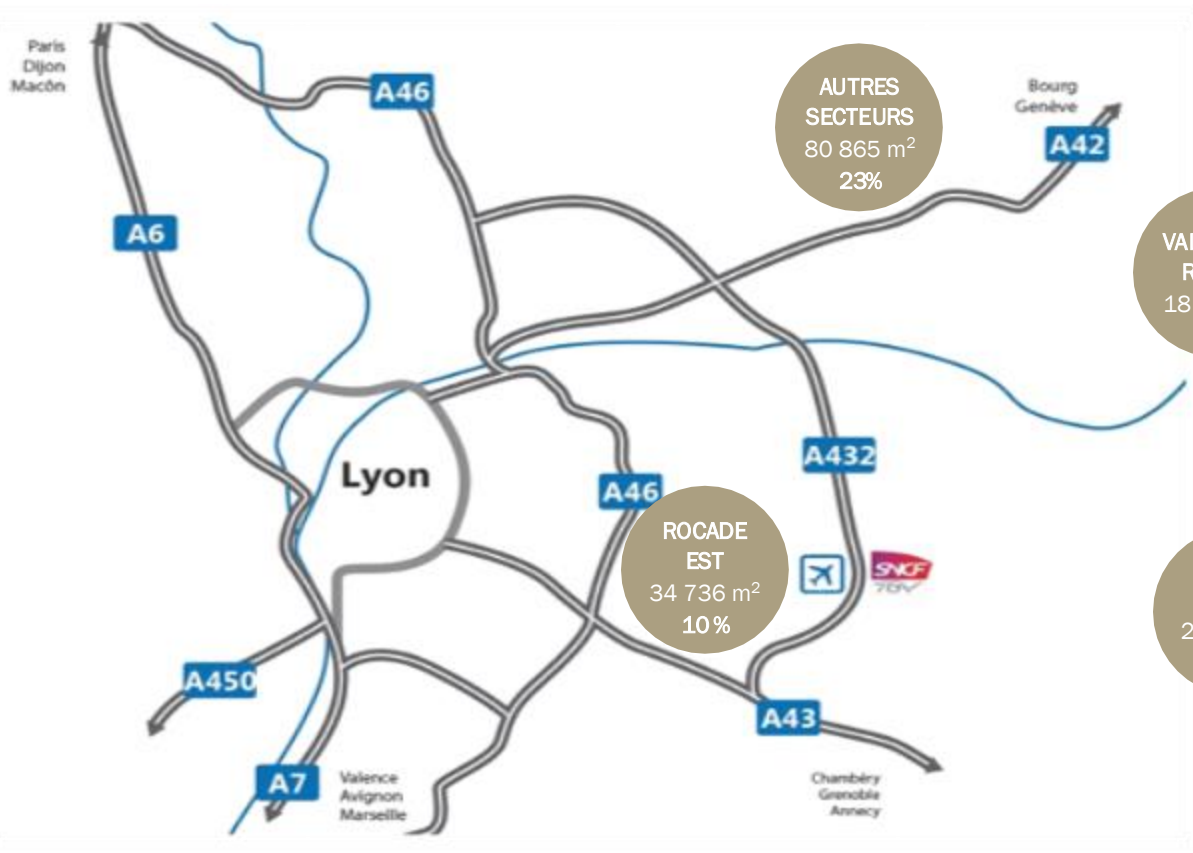 Paris
Dijon
Macôn
A46
AUTRES
SECTEURS
80 865 m²
23%
Bourg
Genève
A42
A6
Lyon
A432
A46
ROCADE
EST
34 736 m²
10%
SNCF
TGV
A450
A43
A7
Valence
Avignon
Marseille
Chambéry
Grenoble
Annecy